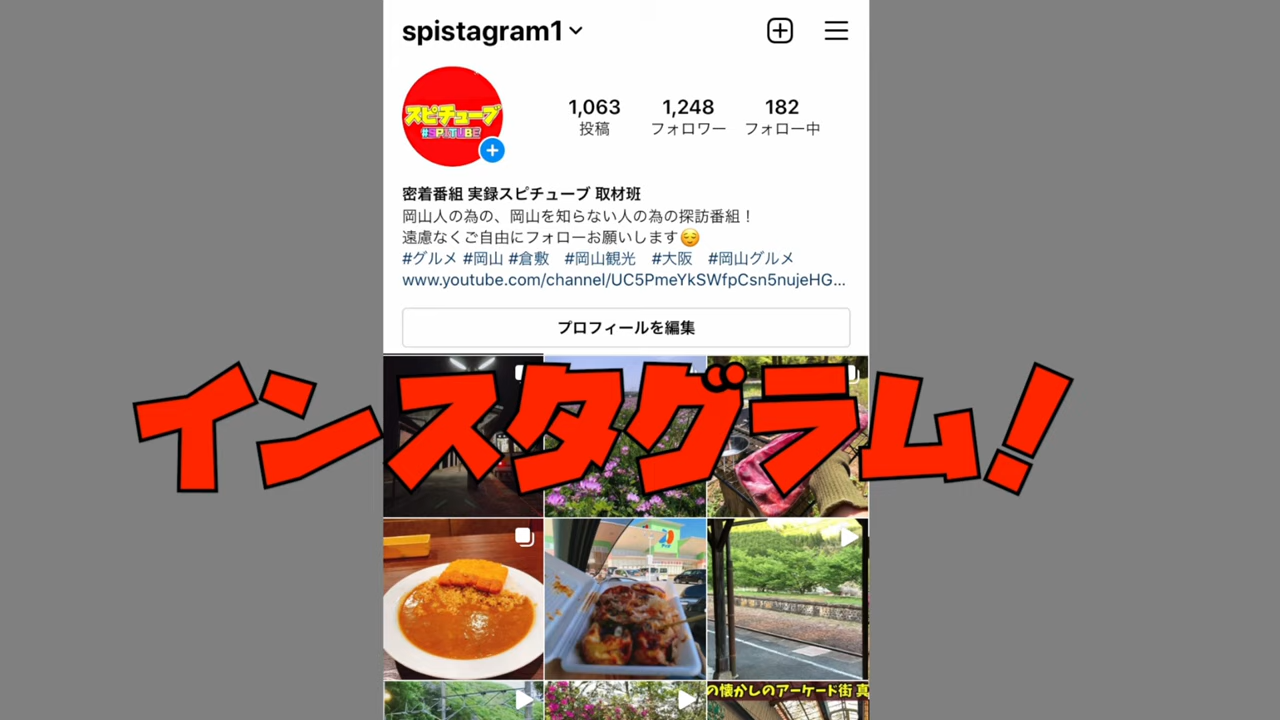 spistagram1
スピチューブ
#SPITUBE
1,063
投稿
1,248
フォロワー
182
フォロー中
密着番組 実録スピチューブ 取材班
岡山人の為の、岡山を知らない人の為の探訪番組！
遠慮なくご自由にフォローお願いします😌
#グルメ #岡山 #倉敷　#岡山観光　#大阪　#岡山グルメ
www.youtube.com/channel/UC5PmeYkSWfpCsn5nujeHG...
プロフィールを編集
インスタグラム！
の懐かしのアーケード街 真